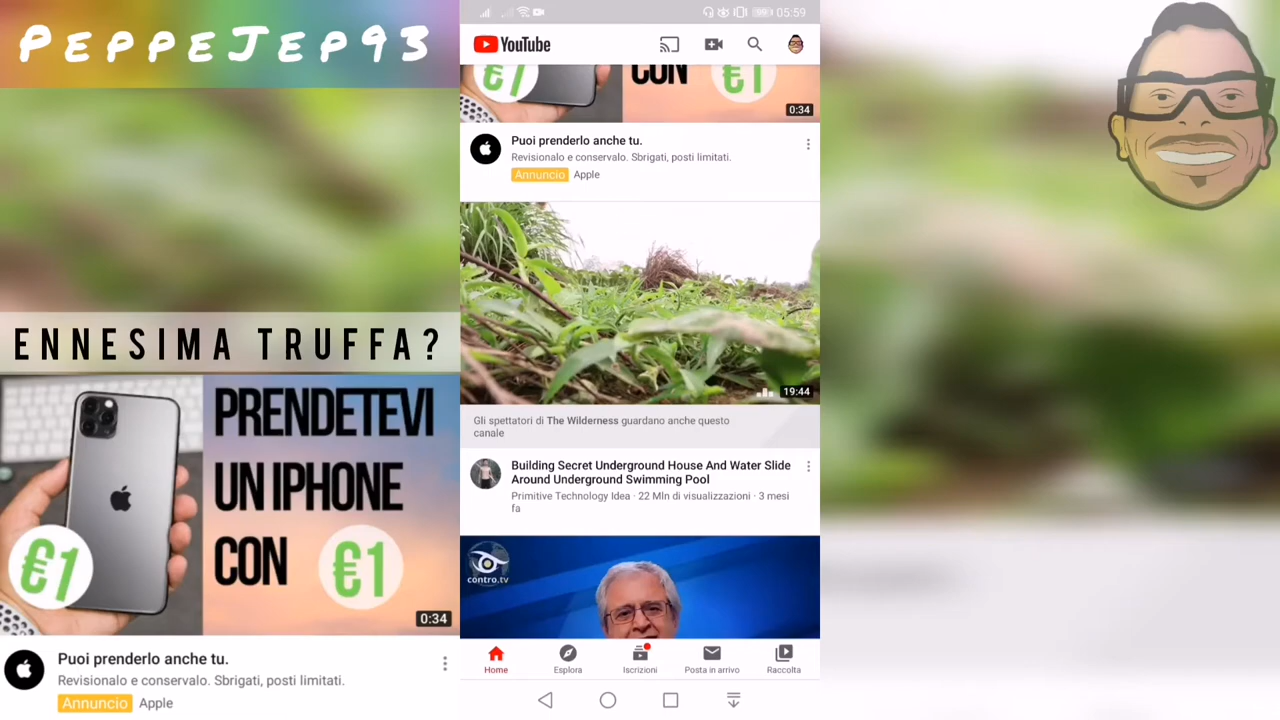 PEPPEJEP93
ENNESIMA TRUFFA?
PRENDETEVI
UN IPHONE
CON €1
€1
0:34
Puoi prenderlo anche tu.
Revisionalo e conservalo. Sbrigati, posti limitati.
Annuncio Apple
05:59
YouTube
€1
CON €1
0:34
Puoi prenderlo anche tu.
Revisionalo e conservalo. Sbrigati, posti limitati.
Annuncio Apple
19:44
Gli spettatori di The Wilderness guardano anche questo
canale
Building Secret Underground House And Water Slide
Around Underground Swimming Pool
Primitive Technology Idea · 22 Mln di visualizzazioni · 3 mesi
fa
contro.tv
Home Esplora Iscrizioni Posta in arrivo Raccolta